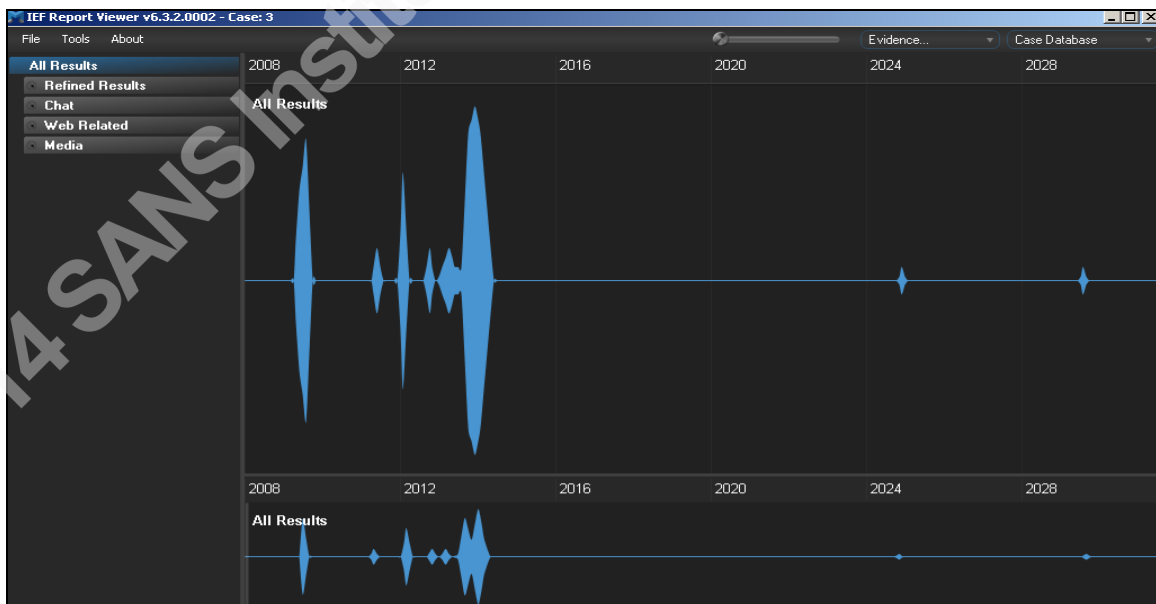 IEF Report Viewer v6.3.2.0002 - Case: 3
File Tools About Evidence... Case Database
All Results
Refined Results
Chat
Web Related
Media
2008 2012 2016 2020 2024 2028
All Results
2008 2012 2016 2020 2024 2028
All Results
14 SANS Institu